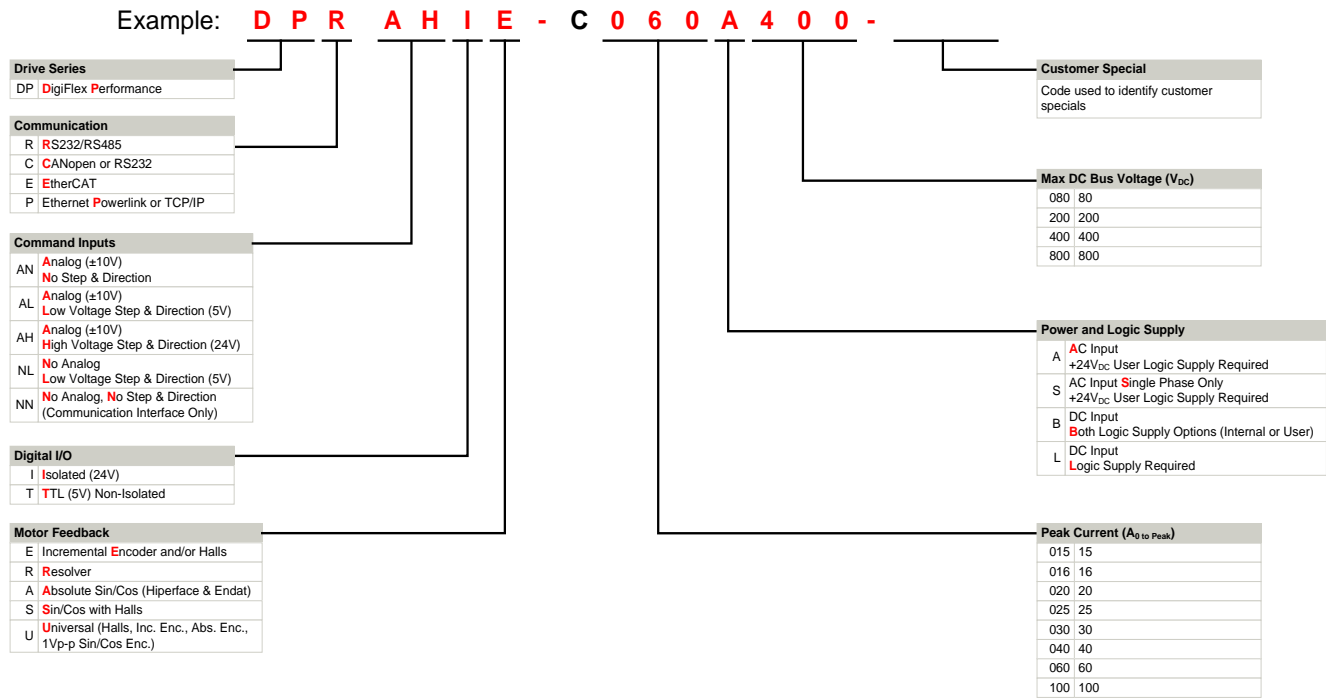 Example: D P R A H I E - C 0 6 0 A 4 0 0 -
Drive Series
DP DigiFlex Performance
Communication
R RS232/RS485
C CANopen or RS232
E EtherCAT
P Ethernet Powerlink or TCP/IP
Command Inputs
AN Analog (±10V)
No Step & Direction
AL Analog (±10V)
Low Voltage Step & Direction (5V)
AH Analog (±10V)
High Voltage Step & Direction (24V)
NL No Analog
Low Voltage Step & Direction (5V)
NN No Analog, No Step & Direction
(Communication Interface Only)
Digital I/O
I Isolated (24V)
T TTL (5V) Non-Isolated
Motor Feedback
E Incremental Encoder and/or Halls
R Resolver
A Absolute Sin/Cos (Hiperface & Endat)
S Sin/Cos with Halls
U Universal (Halls, Inc. Enc., Abs. Enc.,
1Vp-p Sin/Cos Enc.)
Customer Special
Code used to identify customer
specials
Max DC Bus Voltage (VDC)
080 80
200 200
400 400
800 800
Power and Logic Supply
A AC Input
+24VDC User Logic Supply Required
S AC Input Single Phase Only
+24VDC User Logic Supply Required
B DC Input
Both Logic Supply Options (Internal or User)
L DC Input
Logic Supply Required
Peak Current (A0 to Peak)
015 15
016 16
020 20
025 25
030 30
040 40
060 60
100 100